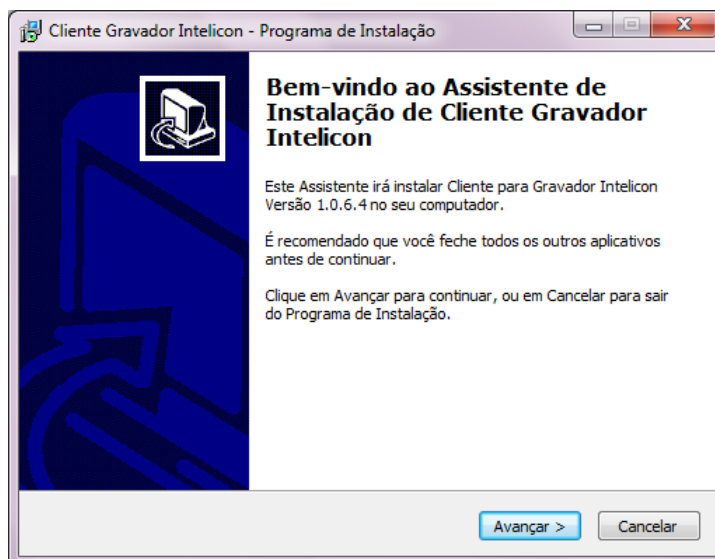 Cliente Gravador Intelicon - Programa de Instalação
Bem-vindo ao Assistente de
Instalação de Cliente Gravador
Intelicon
Este Assistente irá instalar Cliente para Gravador Intelicon
Versão 1.0.6.4 no seu computador.
É recomendado que você feche todos os outros aplicativos
antes de continuar.
Clique em Avançar para continuar, ou em Cancelar para sair
do Programa de Instalação.
Avançar >
Cancelar